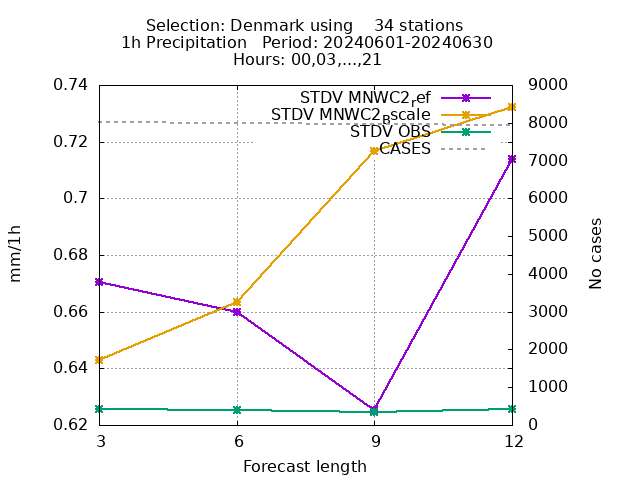 Selection: Denmark using    34 stations
1h Precipitation   Period: 20240601-20240630
Hours: 00,03,...,21
0.74 9000
STDV MNWC2_ref
STDV MNWC2_Bscale
8000
STDV OBS
0.72 CASES
7000
0.7 6000
5000
0.68
4000
0.66 3000
2000
0.64
1000
0.62 0
mm/1h
No cases
3 6 9 12
Forecast length